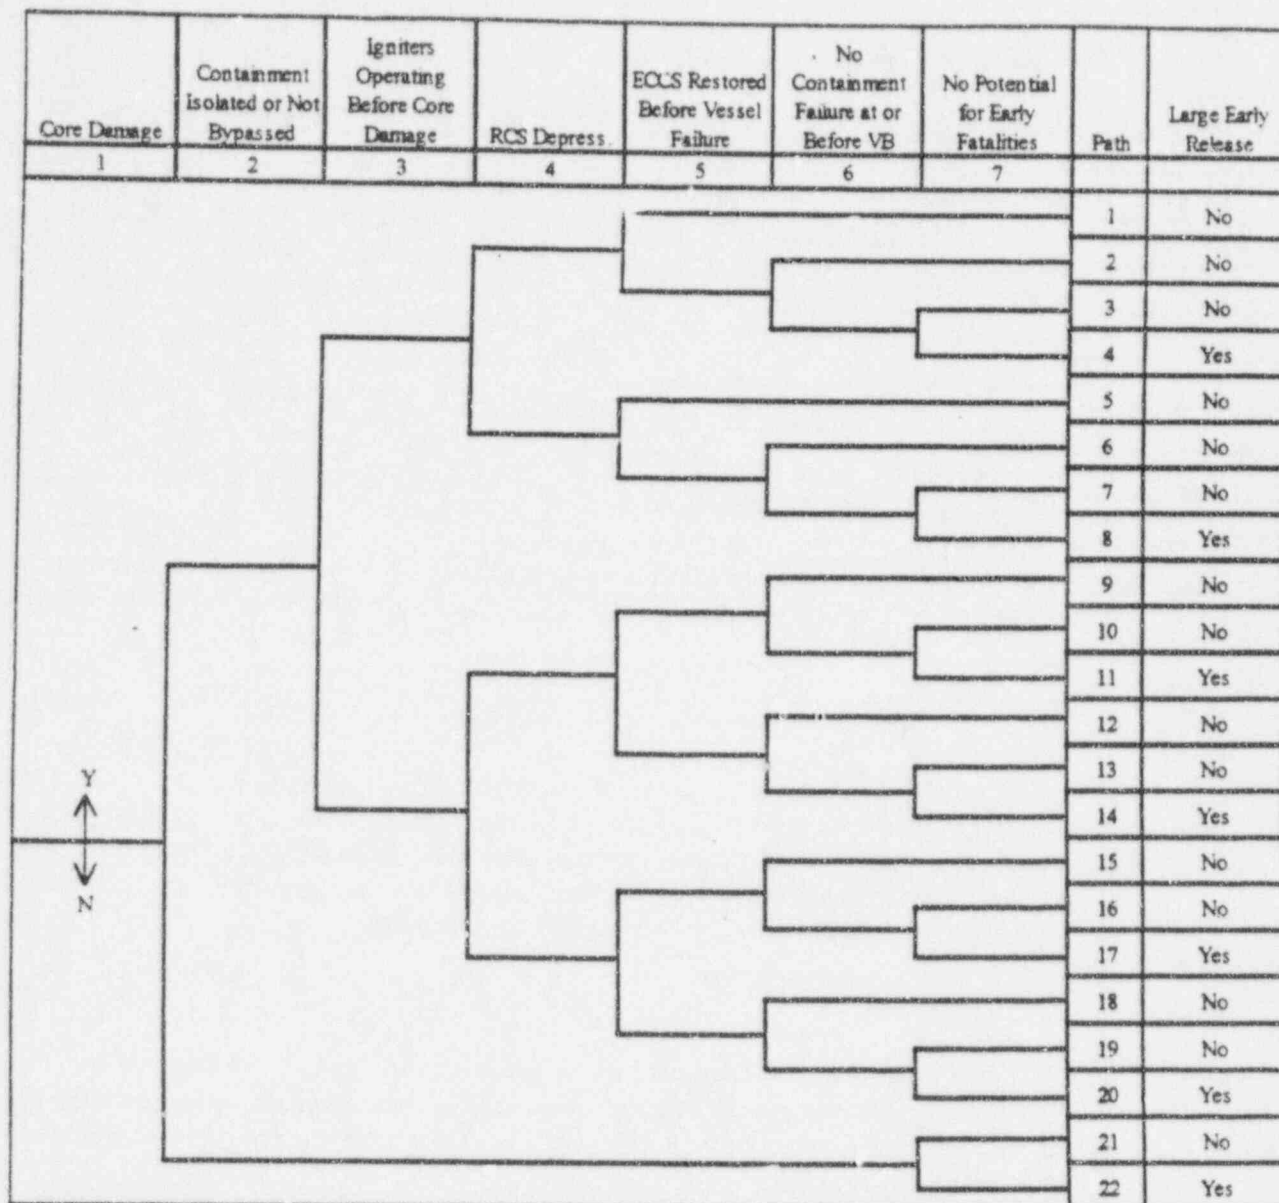 Core Damage
Containment
Isolated or Not
Bypassed
Igniters
Operating
Before Core
Damage
RCS Depress.
ECCS Restored
Before Vessel
Failure
No
Containment
Failure at or
Before VB
No Potential
for Early
Fatalities
Path
Large Early
Release
1 2 3 4 5 6 7
1 No
2 No
3 No
4 Yes
5 No
6 No
7 No
8 Yes
9 No
10 No
11 Yes
12 No
13 No
14 Yes
15 No
16 No
17 Yes
18 No
19 No
20 Yes
21 No
22 Yes
Y
N